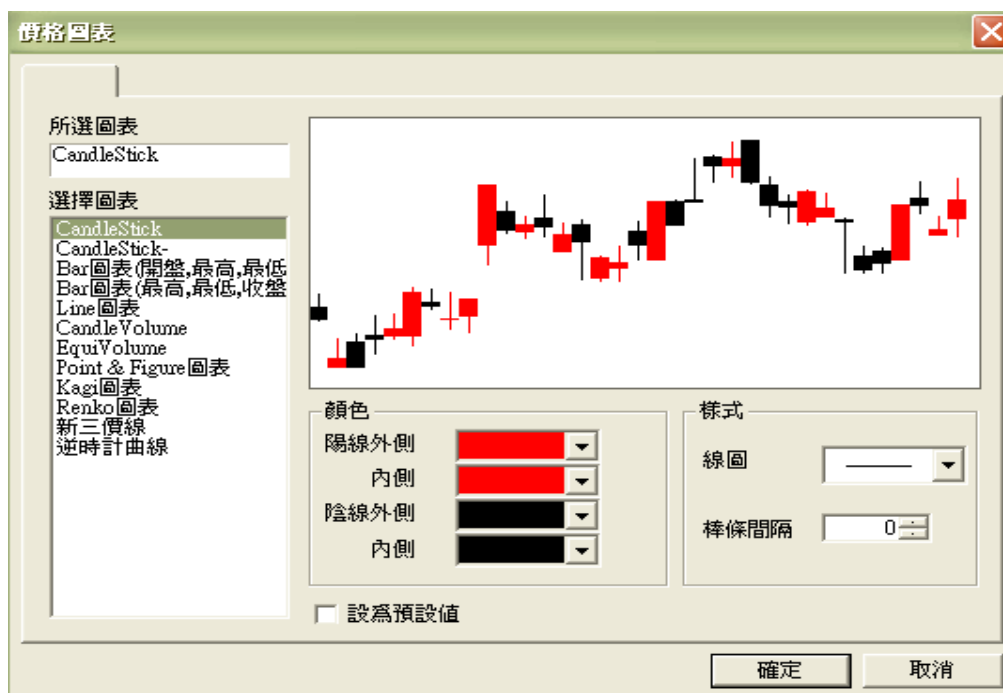 價格圖表
所選圖表
CandleStick
選擇圖表
CandleStick
CandleStick-
Bar圖表(開盤,最高,最低
Bar圖表(最高,最低,收盤
Line圖表
CandleVolume
EquiVolume
Point & Figure圖表
Kagi圖表
Renko圖表
新三價線
逆時計曲線
顏色
陽線外側
內側
陰線外側
內側
樣式
線圖
棒條間隔
0
設為預設值
確定
取消